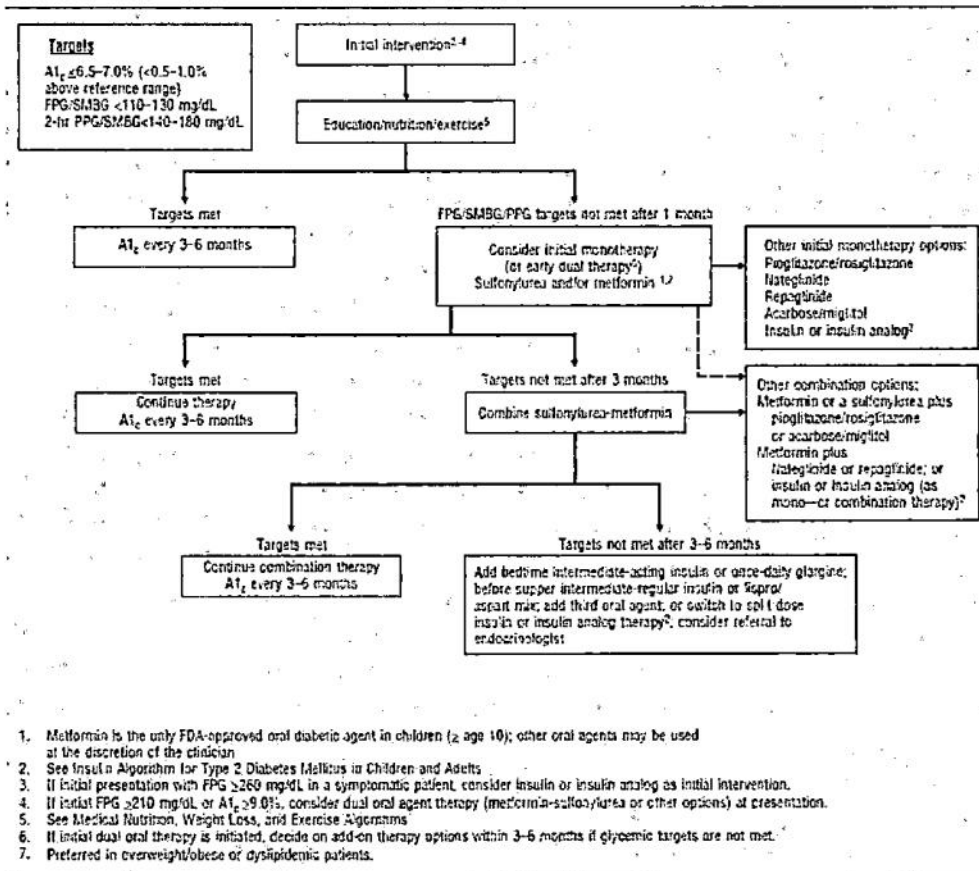 Targets
A1c ≤6.5–7.0% (<0.5–1.0%
above reference range)
FPG/SMBG <110–130 mg/dL
2-hr PPG/SMBG<140–180 mg/dL
Initial intervention3,4
Education/nutrition/exercise5
Targets met
A1c every 3–6 months
FPG/SMBG/PPG targets not met after 1 month
Consider initial monotherapy
(or early dual therapy6)
Sulfonylurea and/or metformin 1,2
Other initial monotherapy options:
Pioglitazone/rosiglitazone
Nateglinide
Repaglinide
Acarbose/miglitol
Insulin or insulin analog2
Targets met
Continue therapy
A1c every 3–6 months
Targets not met after 3 months
Combine sulfonylurea-metformin
Other combination options:
Metformin or a sulfonylurea plus
pioglitazone/rosiglitazone
or acarbose/miglitol
Metformin plus
Nateglinide or repaglinide; or
insulin or insulin analog (as
mono—or combination therapy)2
Targets met
Continue combination therapy
A1c every 3–6 months
Targets not met after 3–6 months
Add bedtime intermediate-acting insulin or once-daily glargine;
before supper intermediate-regular insulin or lispro/
aspart mix; add third oral agent, or switch to split dose
insulin or insulin analog therapy2; consider referral to
endocrinologist
1. Metformin is the only FDA-approved oral diabetic agent in children (≥ age 10); other oral agents may be used
at the discretion of the clinician
2. See Insulin Algorithm for Type 2 Diabetes Mellitus in Children and Adults
3. If initial presentation with FPG ≥260 mg/dL in a symptomatic patient, consider insulin or insulin analog as initial intervention.
4. If initial FPG ≥210 mg/dL or A1c ≥9.0%, consider dual oral agent therapy (metformin-sulfonylurea or other options) at presentation.
5. See Medical Nutrition, Weight Loss, and Exercise Algorithms
6. If initial dual oral therapy is initiated, decide on add-on therapy options within 3–6 months if glycemic targets are not met.
7. Preferred in overweight/obese or dyslipidemic patients.